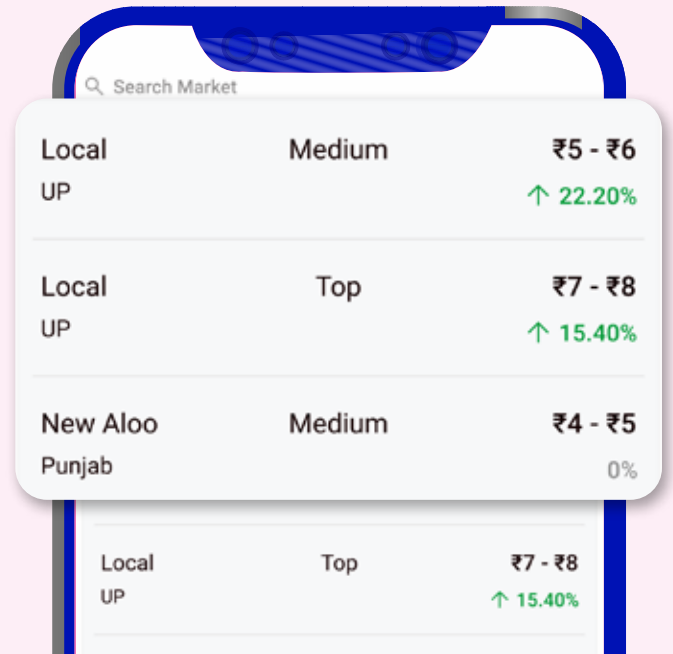 Search Market
Local Medium ₹5 - ₹6
UP ↑ 22.20%
Local Top ₹7 - ₹8
UP ↑ 15.40%
New Aloo Medium ₹4 - ₹5
Punjab 0%
Local Top ₹7 - ₹8
UP ↑ 15.40%